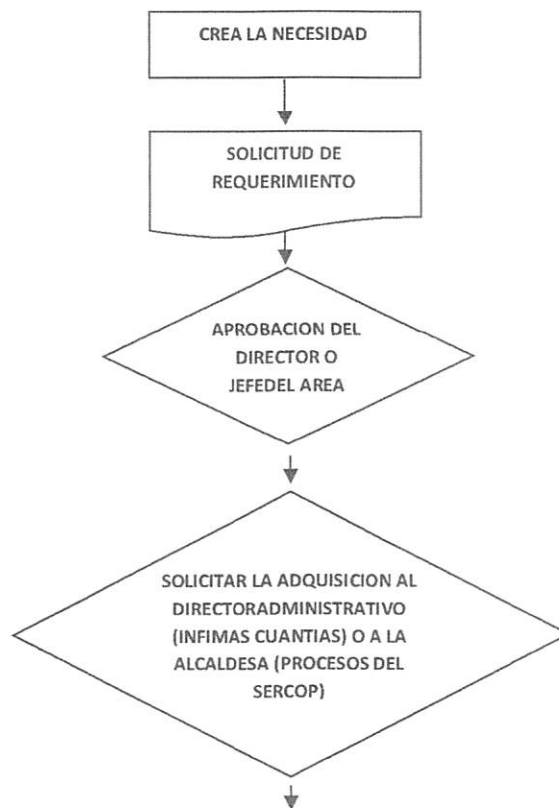 CREA LA NECESIDAD
SOLICITUD DE
REQUERIMIENTO
APROBACION DEL
DIRECTOR O
JEFEDEL AREA
SOLICITAR LA ADQUISICION AL
DIRECTORADMINISTRATIVO
(INFIMAS CUANTIAS) O A LA
ALCALDESA (PROCESOS DEL
SERCOP)